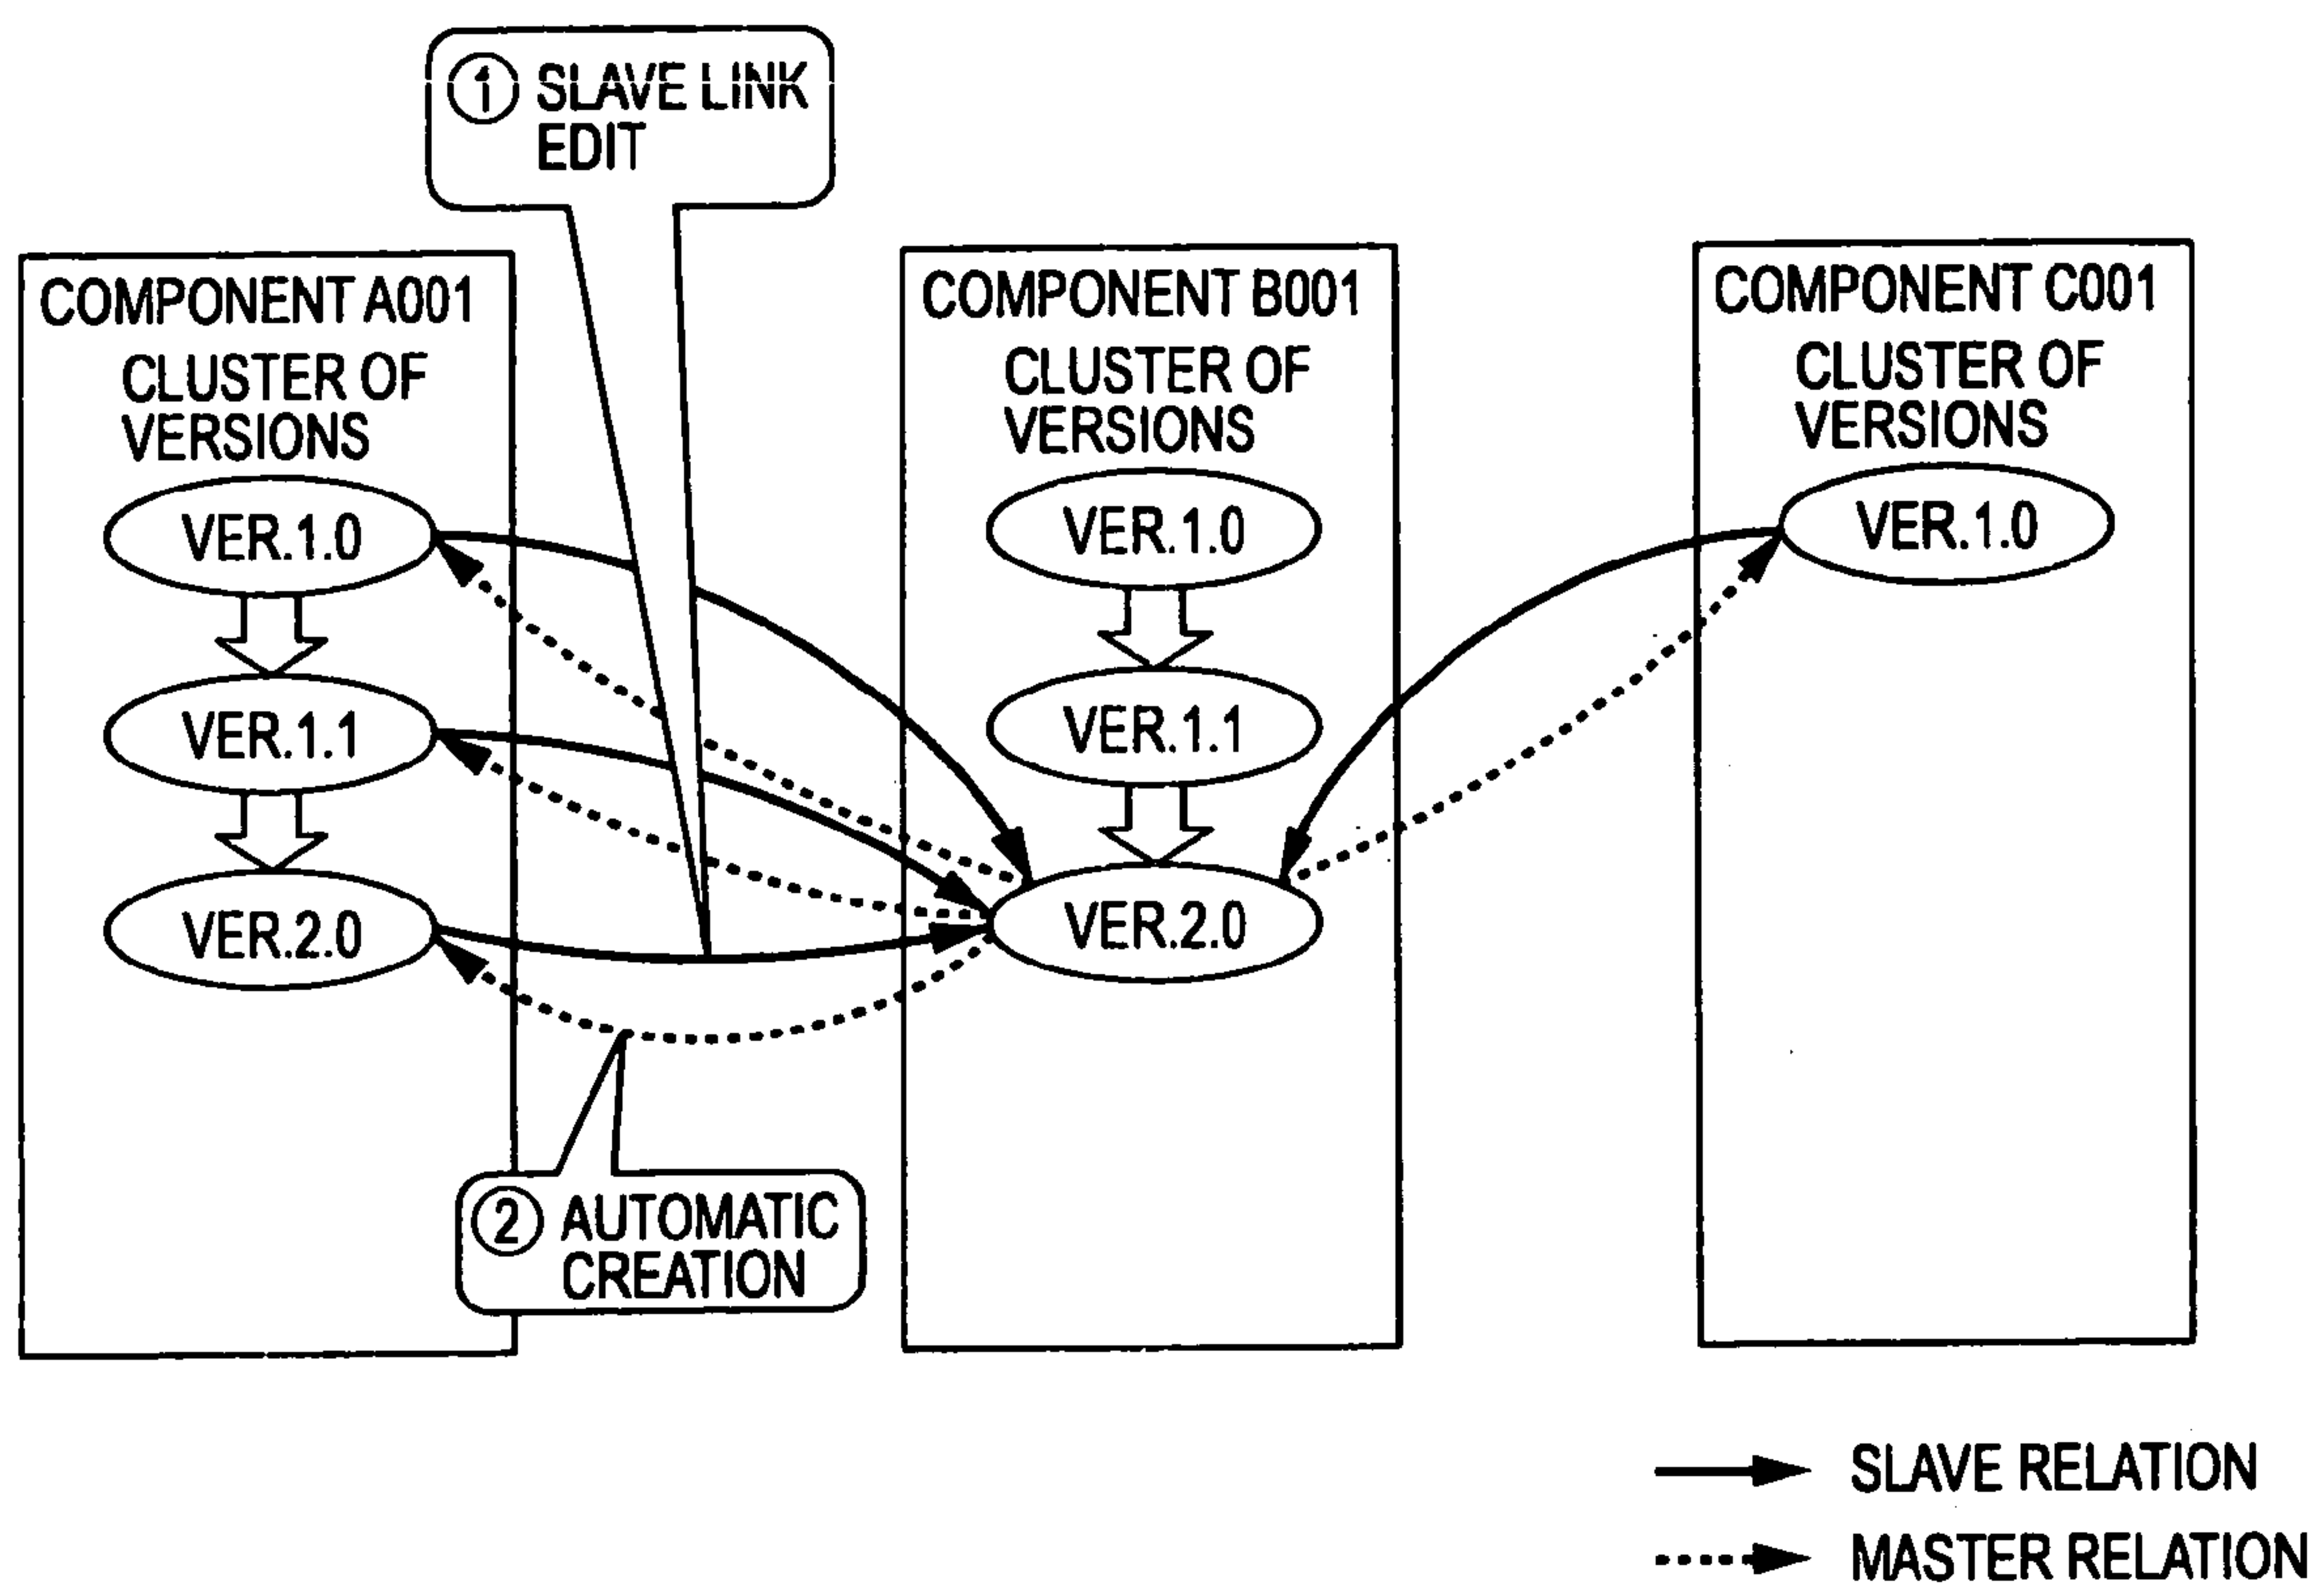 ① SLAVE LINK
EDIT
COMPONENT A001
CLUSTER OF
VERSIONS
VER.1.0
VER.1.1
VER.2.0
COMPONENT B001
CLUSTER OF
VERSIONS
VER.1.0
VER.1.1
VER.2.0
COMPONENT C001
CLUSTER OF
VERSIONS
VER.1.0
② AUTOMATIC
CREATION
SLAVE RELATION
MASTER RELATION